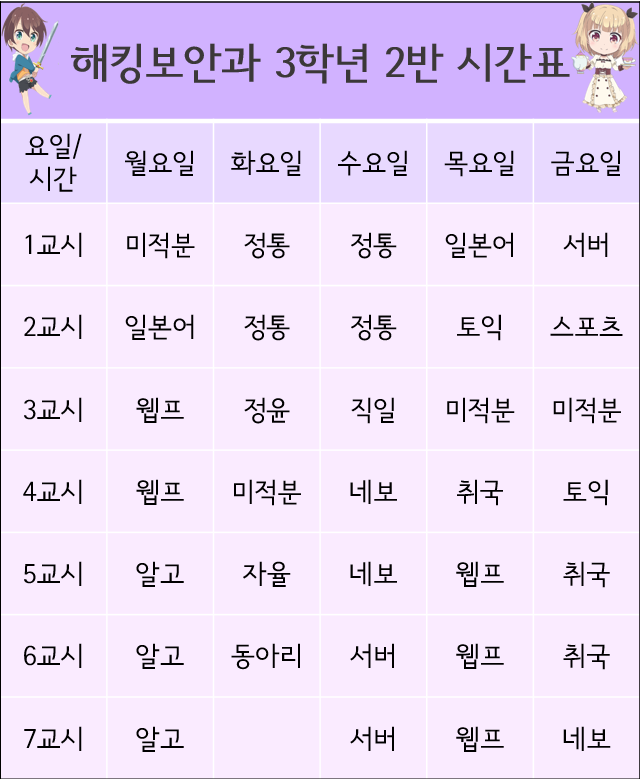 해킹보안과 3학년 2반 시간표
요일/ 시간 월요일 화요일 수요일 목요일 금요일
1교시 미적분 정통 정통 일본어 서버
2교시 일본어 정통 정통 토익 스포츠
3교시 웹프 정윤 직일 미적분 미적분
4교시 웹프 미적분 네보 취국 토익
5교시 알고 자율 네보 웹프 취국
6교시 알고 동아리 서버 웹프 취국
7교시 알고 서버 웹프 네보